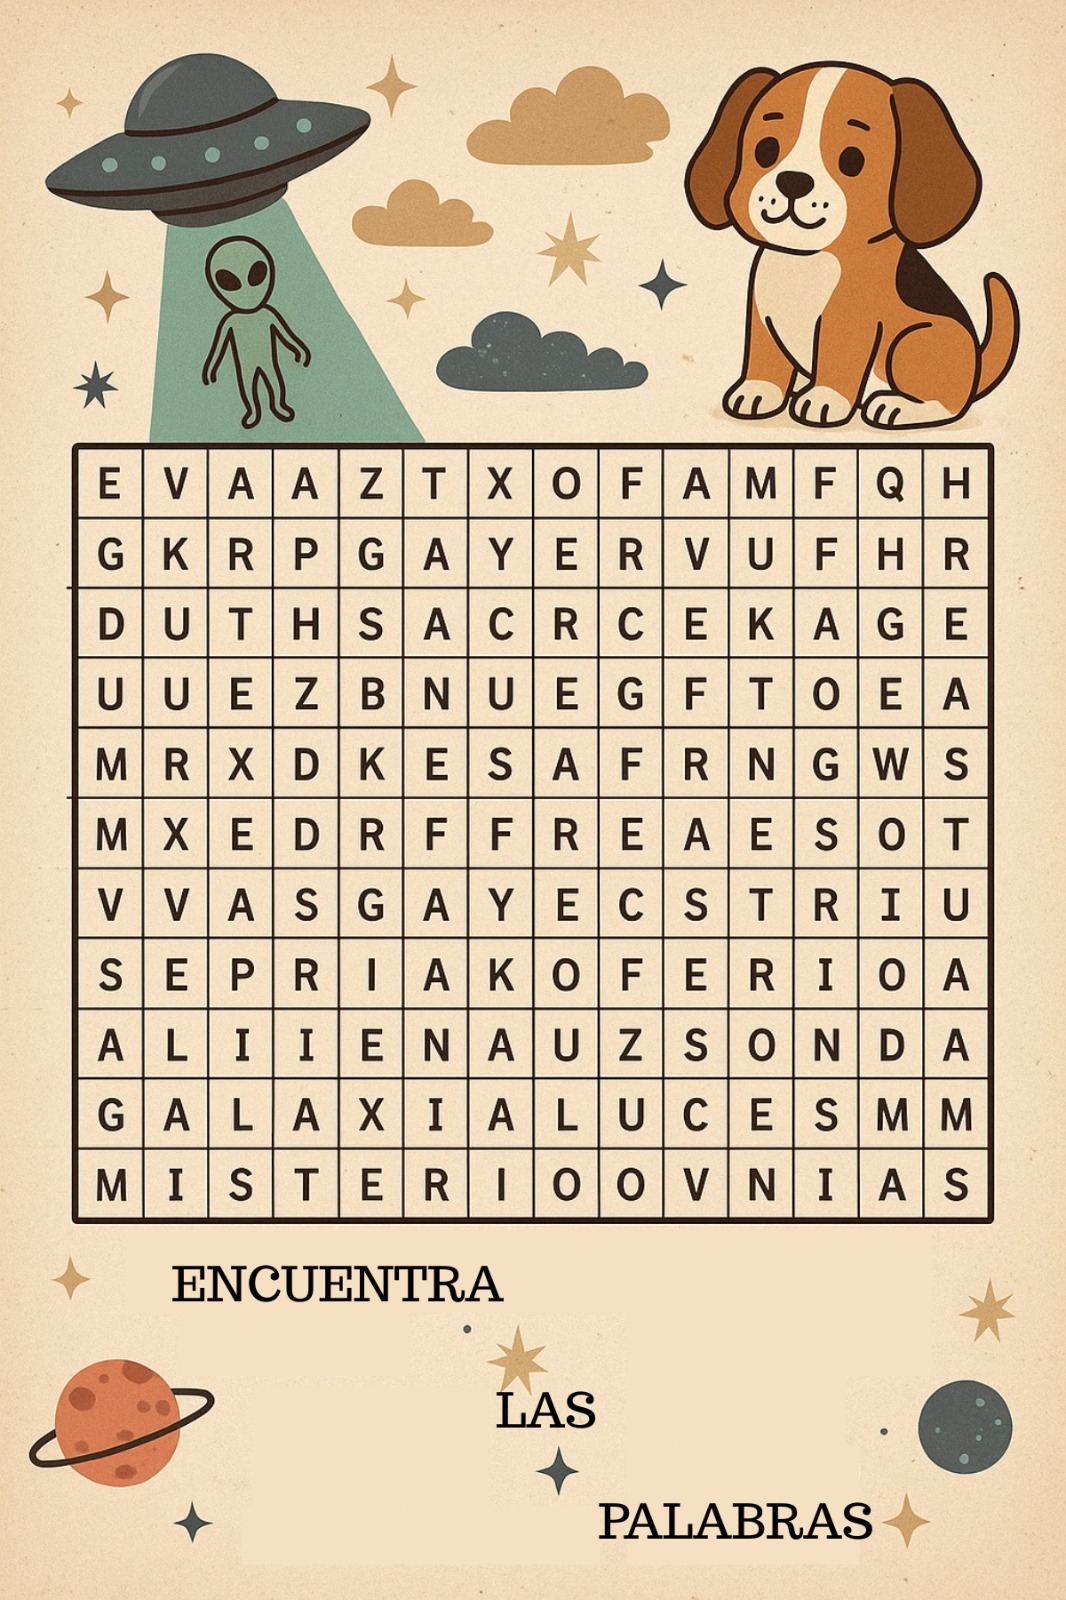 E V A A Z T X O F A M F Q H
G K R P G A Y E R V U F H R
D U T H S A C R C E K A G E
U U E Z B N U E G F T O E A
M R X D K E S A F R N G W S
M X E D R F F R E A E S O T
V V A S G A Y E C S T R I U
S E P R I A K O F E R I O A
A L I I E N A U Z S O N D A
G A L A X I A L U C E S M M
M I S T E R I O O V N I A S
ENCUENTRA
LAS
PALABRAS